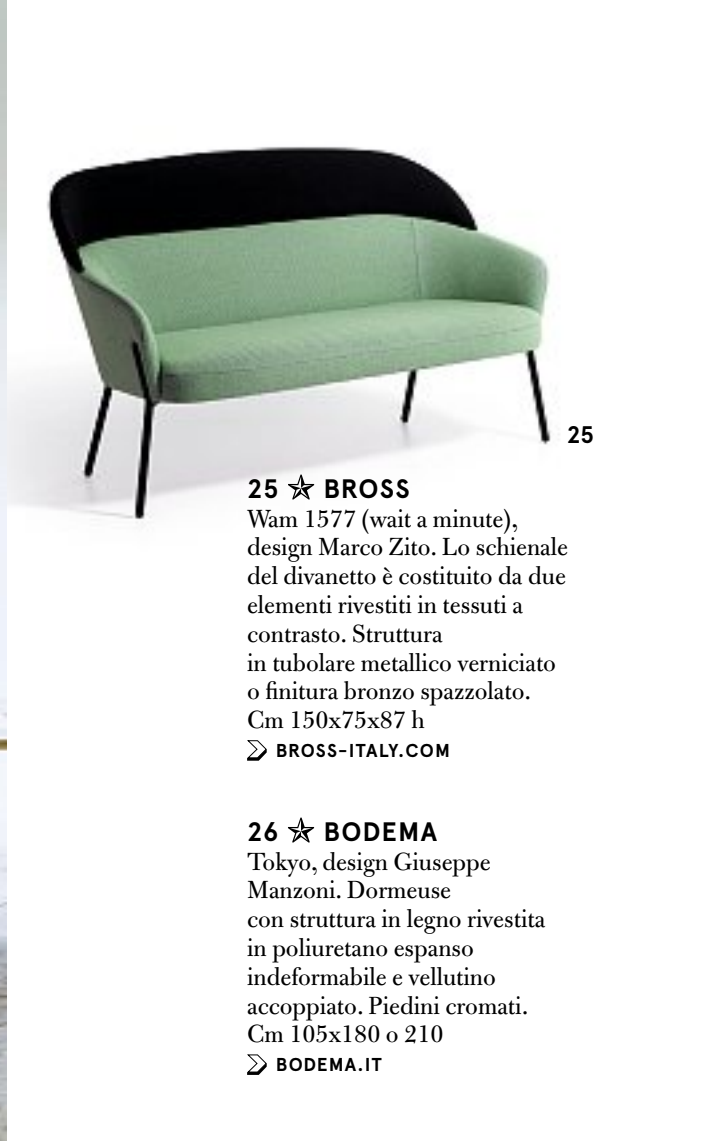 25
25 ☆ BROSS
Wam 1577 (wait a minute),
design Marco Zito. Lo schienale
del divanetto è costituito da due
elementi rivestiti in tessuti a
contrasto. Struttura
in tubolare metallico verniciato
o finitura bronzo spazzolato.
Cm 150x75x87 h
BROSS-ITALY.COM
26 ☆ BODEMA
Tokyo, design Giuseppe
Manzoni. Dormeuse
con struttura in legno rivestita
in poliuretano espanso
indeformabile e vellutino
accoppiato. Piedini cromati.
Cm 105x180 o 210
BODEMA.IT